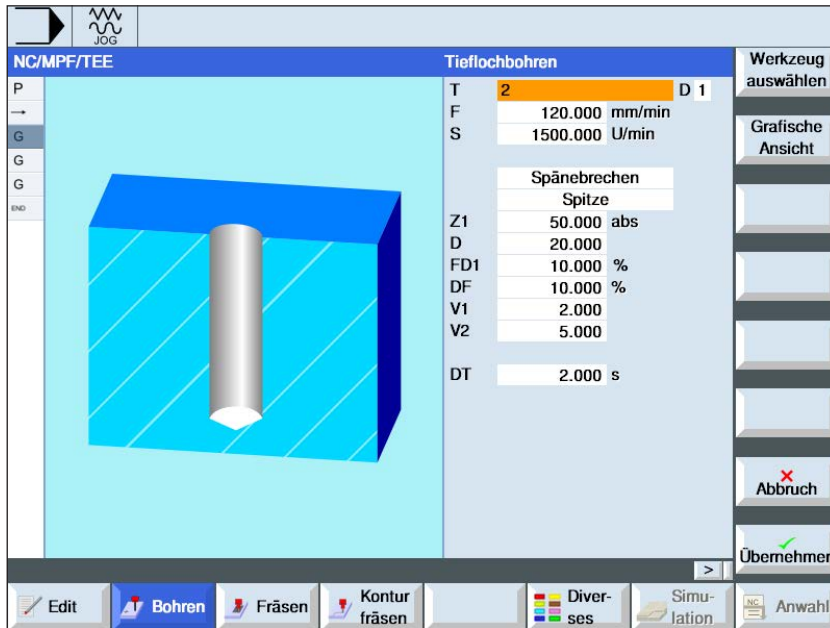 JOG
NC/MPF/TEE
Tieflochbohren
Werkzeug
auswählen
P
→
G
G
G
END
T 2 D 1
F 120.000 mm/min
S 1500.000 U/min
Spänebrechen
Spitze
Z1 50.000 abs
D 20.000
FD1 10.000 %
DF 10.000 %
V1 2.000
V2 5.000
DT 2.000 s
Grafische
Ansicht
Abbruch
Übernehmen
>
Edit
Bohren
Fräsen
Kontur
fräsen
Diver-
ses
Simu-
lation
NC
Anwahl